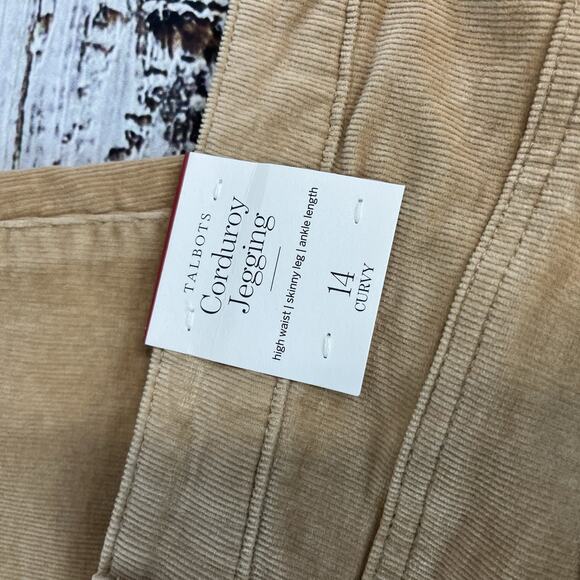 TALBOTS
Corduroy
Jegging
high waist | skinny leg | ankle length
14
CURVY